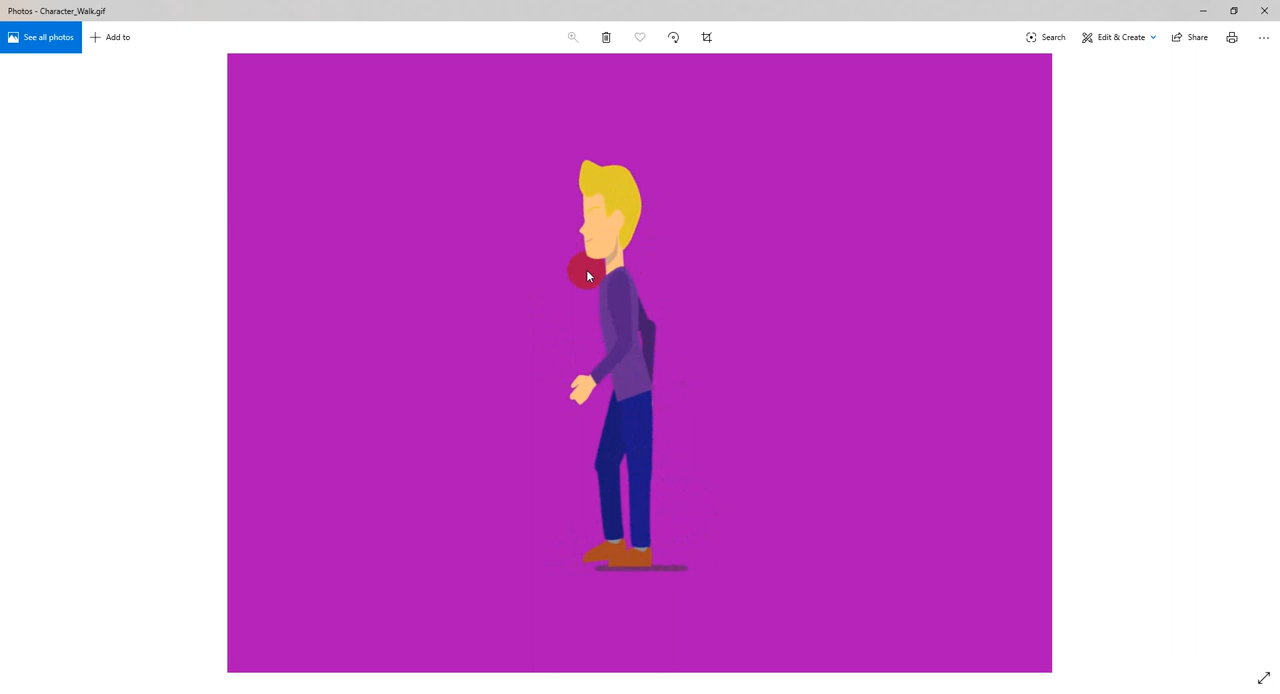 Photos - Character_Walk.gif
See all photos
Add to
Search
Edit & Create
Share